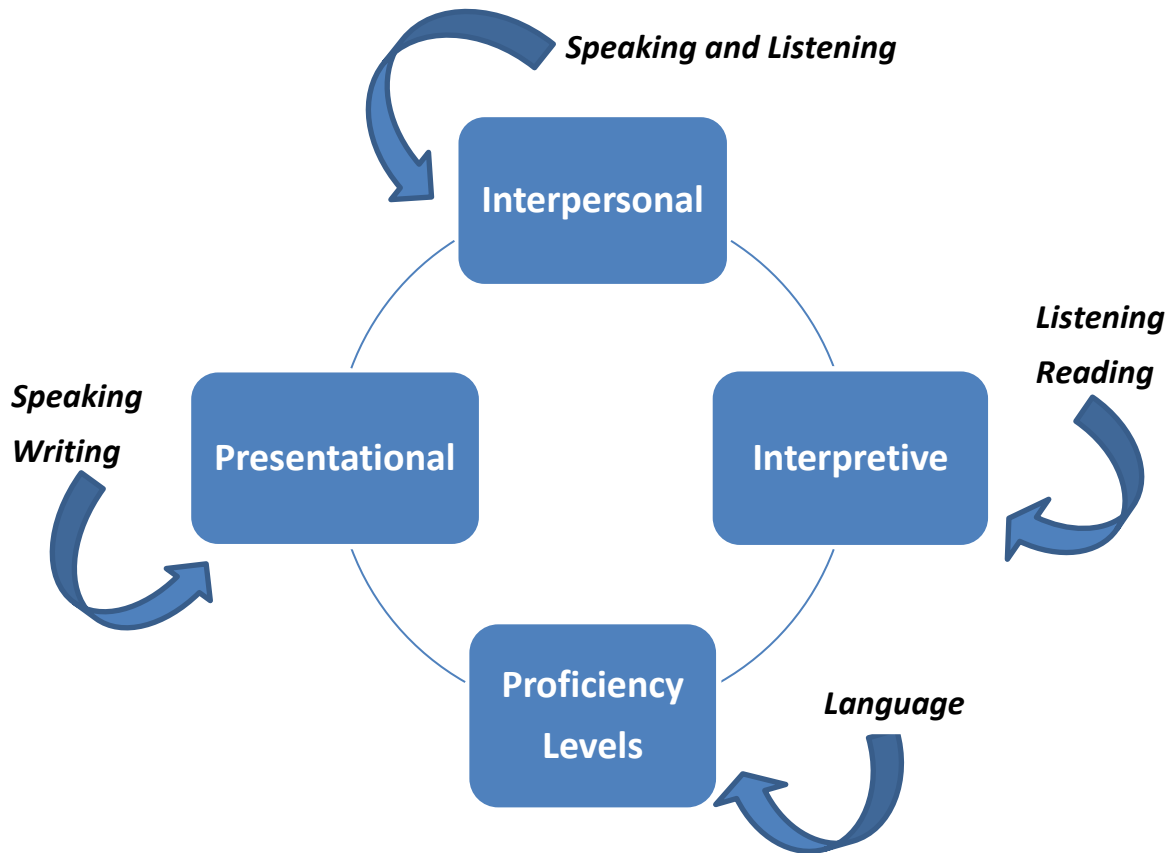 Speaking and Listening
Interpersonal
Listening
Reading
Interpretive
Speaking
Writing
Presentational
Proficiency
Levels
Language